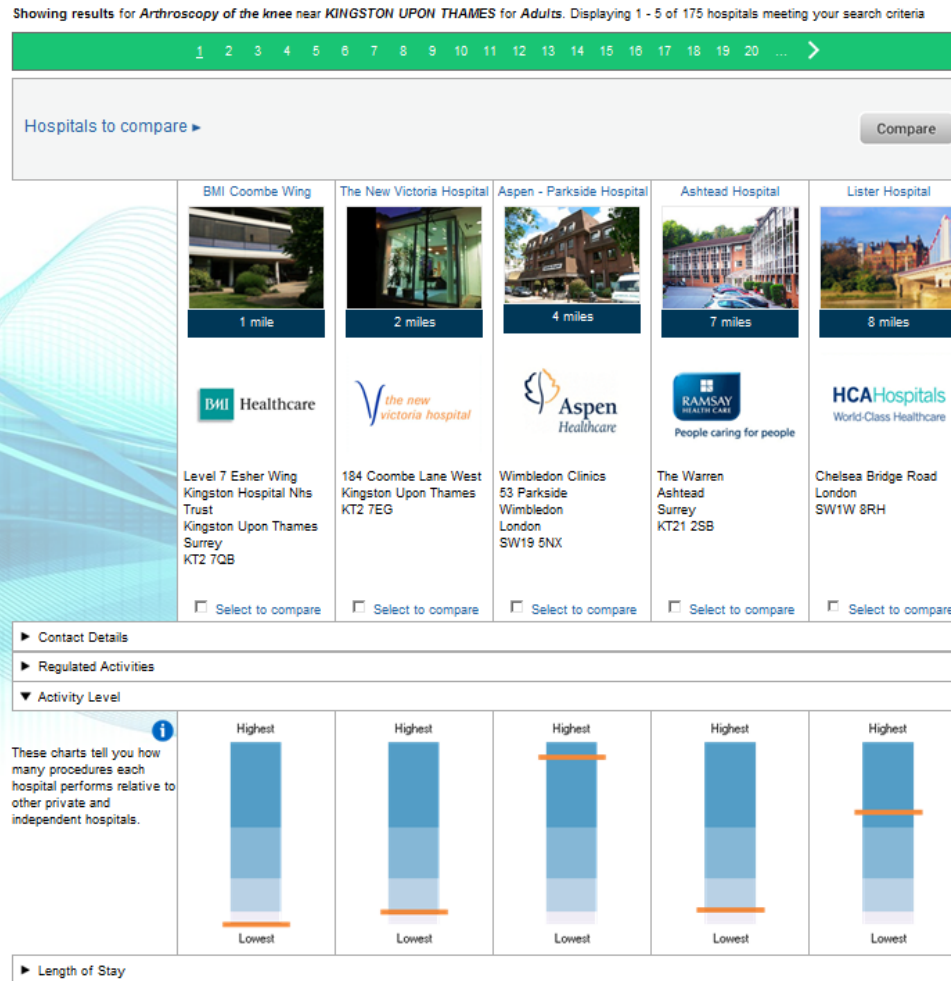 Showing results for Arthroscopy of the knee near KINGSTON UPON THAMES for Adults. Displaying 1 - 5 of 175 hospitals meeting your search criteria
1 2 3 4 5 6 7 8 9 10 11 12 13 14 15 16 17 18 19 20 ...
Hospitals to compare ►
Compare
BMI Coombe Wing
The New Victoria Hospital
Aspen - Parkside Hospital
Ashtead Hospital
Lister Hospital
1 mile
2 miles
4 miles
7 miles
8 miles
BMI Healthcare
the new
victoria hospital
Aspen
Healthcare
RAMSAY
HEALTH CARE
People caring for people
HCAHospitals
World-Class Healthcare
Level 7 Esher Wing
Kingston Hospital Nhs
Trust
Kingston Upon Thames
Surrey
KT2 7QB
184 Coombe Lane West
Kingston Upon Thames
KT2 7EG
Wimbledon Clinics
53 Parkside
Wimbledon
London
SW19 5NX
The Warren
Ashtead
Surrey
KT21 2SB
Chelsea Bridge Road
London
SW1W 8RH
Select to compare
Select to compare
Select to compare
Select to compare
Select to compare
► Contact Details
► Regulated Activities
▼ Activity Level
These charts tell you how
many procedures each
hospital performs relative to
other private and
independent hospitals.
Highest
Lowest
Highest
Lowest
Highest
Lowest
Highest
Lowest
Highest
Lowest
► Length of Stay